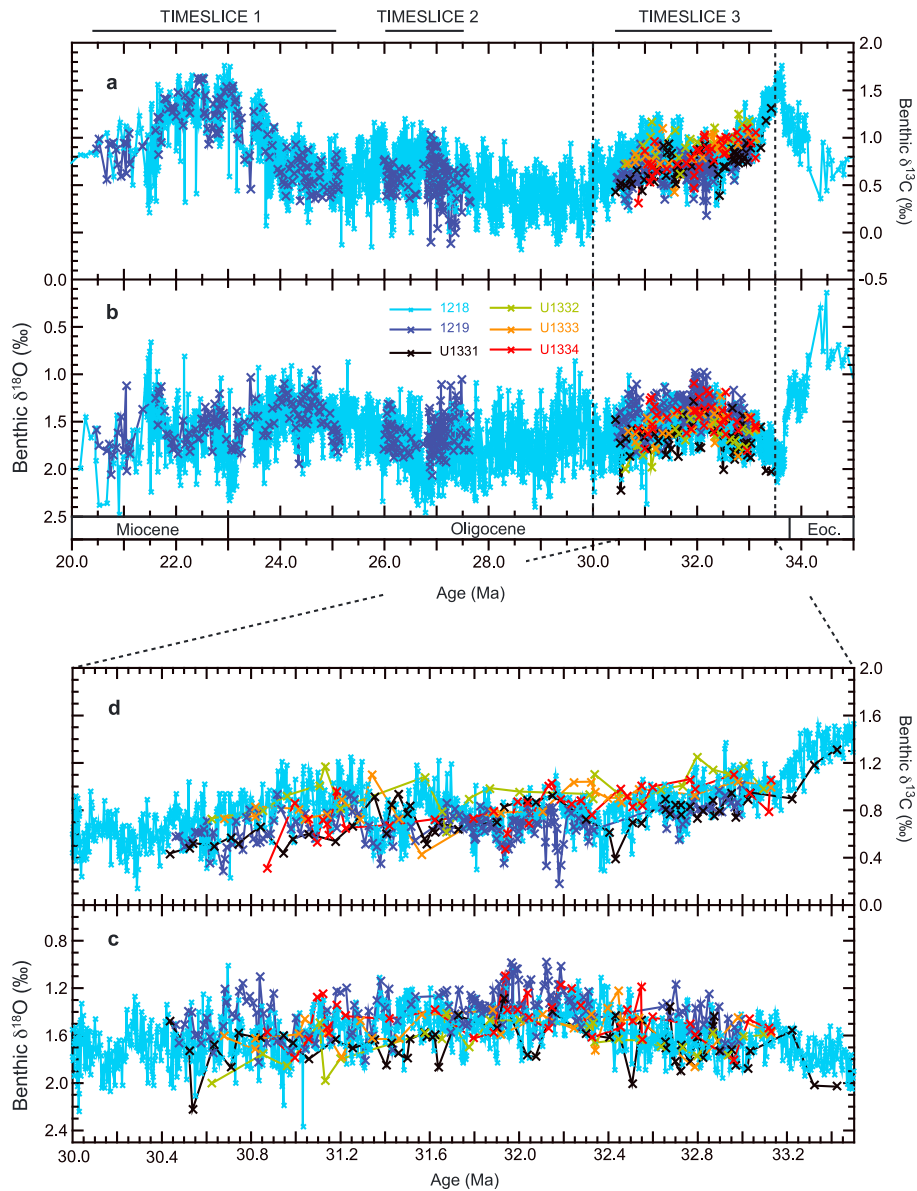 TIMESLICE 1 TIMESLICE 2 TIMESLICE 3
a
2.0
1.5
1.0
0.5
0.0
-0.5
Benthic δ13C (‰)
b
0.0
0.5
1.0
1.5
2.0
2.5
Benthic δ18O (‰)
1218 U1332
1219 U1333
U1331 U1334
Miocene Oligocene Eoc.
20.0 22.0 24.0 26.0 28.0 30.0 32.0 34.0
Age (Ma)
d
2.0
1.6
1.2
0.8
0.4
0.0
Benthic δ13C (‰)
c
0.8
1.2
1.6
2.0
2.4
Benthic δ18O (‰)
30.0 30.4 30.8 31.2 31.6 32.0 32.4 32.8 33.2
Age (Ma)